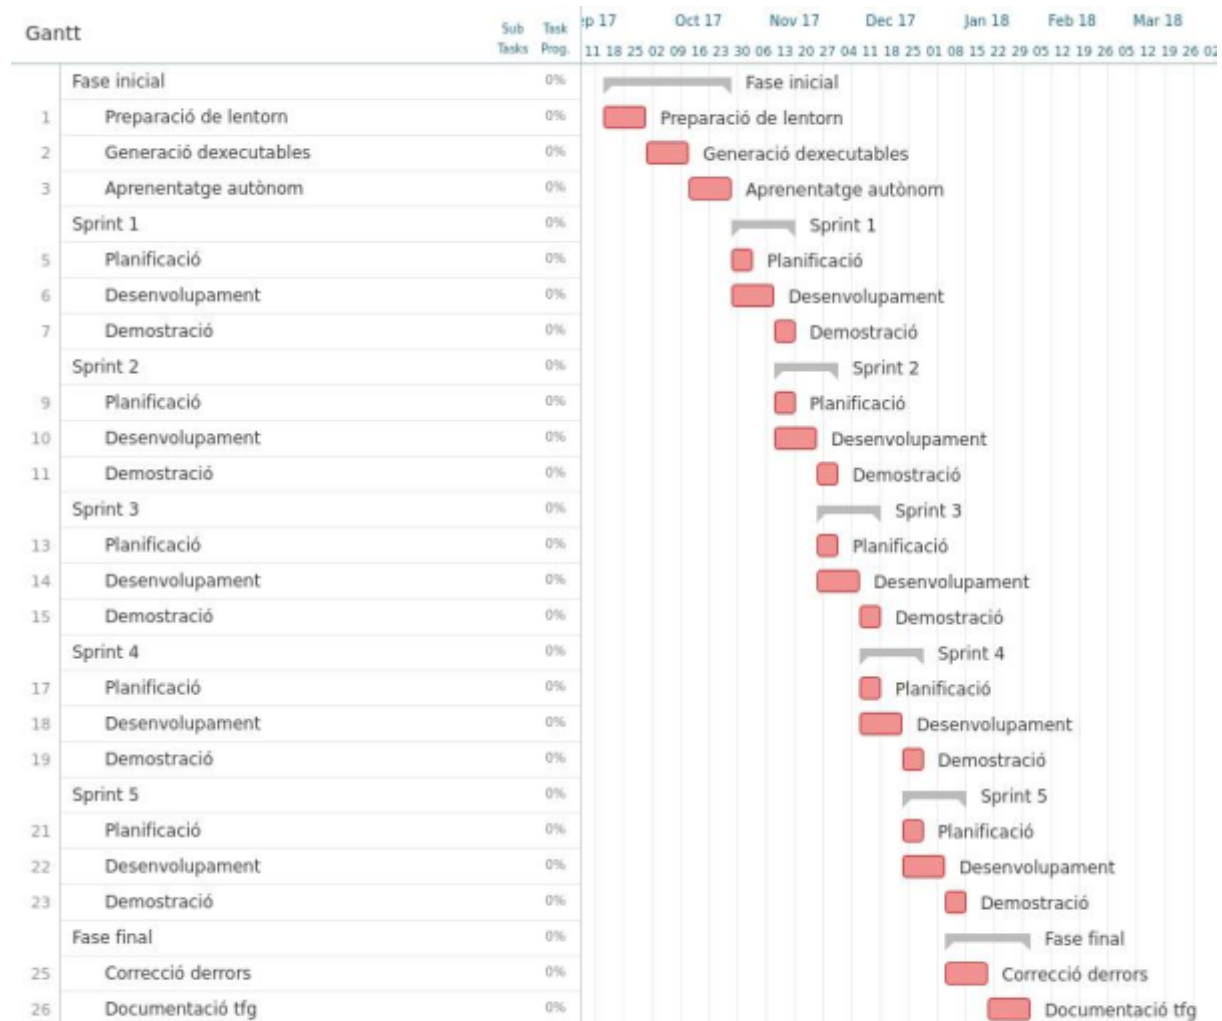 Gantt Sub Task ep 17 Oct 17 Nov 17 Dec 17 Jan 18 Feb 18 Mar 18
Tasks Prog. 11 18 25 02 09 16 23 30 06 13 20 27 04 11 18 25 01 08 15 22 29 05 12 19 26 05 12 19 26 02
Fase inicial 0% Fase inicial
1 Preparació de lentorn 0% Preparació de lentorn
2 Generació dexecutables 0% Generació dexecutables
3 Aprenentatge autònom 0% Aprenentatge autònom
Sprint 1 0% Sprint 1
5 Planificació 0% Planificació
6 Desenvolupament 0% Desenvolupament
7 Demostració 0% Demostració
Sprint 2 0% Sprint 2
9 Planificació 0% Planificació
10 Desenvolupament 0% Desenvolupament
11 Demostració 0% Demostració
Sprint 3 0% Sprint 3
13 Planificació 0% Planificació
14 Desenvolupament 0% Desenvolupament
15 Demostració 0% Demostració
Sprint 4 0% Sprint 4
17 Planificació 0% Planificació
18 Desenvolupament 0% Desenvolupament
19 Demostració 0% Demostració
Sprint 5 0% Sprint 5
21 Planificació 0% Planificació
22 Desenvolupament 0% Desenvolupament
23 Demostració 0% Demostració
Fase final 0% Fase final
25 Correcció derrors 0% Correcció derrors
26 Documentació tfg 0% Documentació tfg